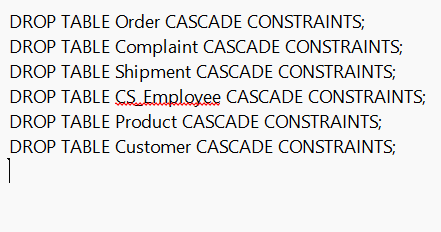 DROP TABLE Order CASCADE CONSTRAINTS;
DROP TABLE Complaint CASCADE CONSTRAINTS;
DROP TABLE Shipment CASCADE CONSTRAINTS;
DROP TABLE CS_Employee CASCADE CONSTRAINTS;
DROP TABLE Product CASCADE CONSTRAINTS;
DROP TABLE Customer CASCADE CONSTRAINTS;